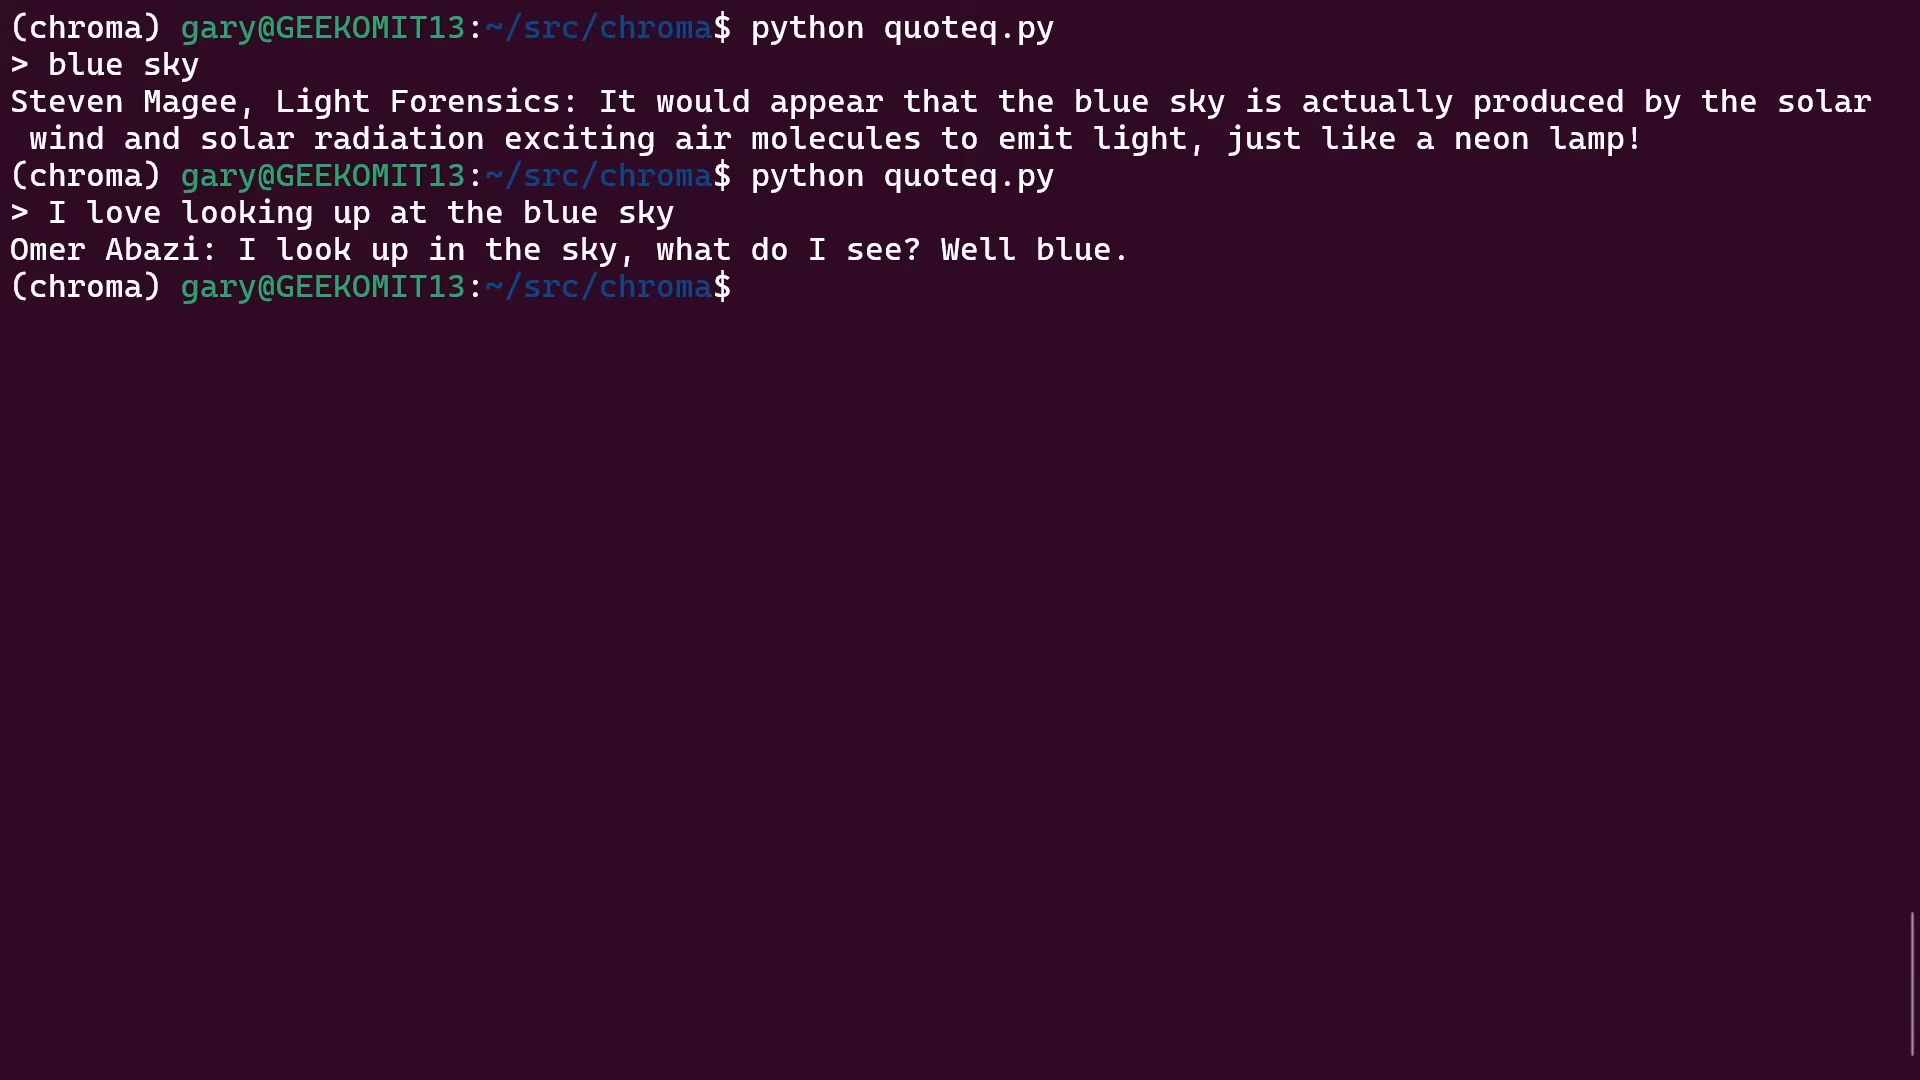 (chroma) gary@GEEKOMIT13:~/src/chroma$ python quoteq.py
> blue sky
Steven Magee, Light Forensics: It would appear that the blue sky is actually produced by the solar
 wind and solar radiation exciting air molecules to emit light, just like a neon lamp!
(chroma) gary@GEEKOMIT13:~/src/chroma$ python quoteq.py
> I love looking up at the blue sky
Omer Abazi: I look up in the sky, what do I see? Well blue.
(chroma) gary@GEEKOMIT13:~/src/chroma$